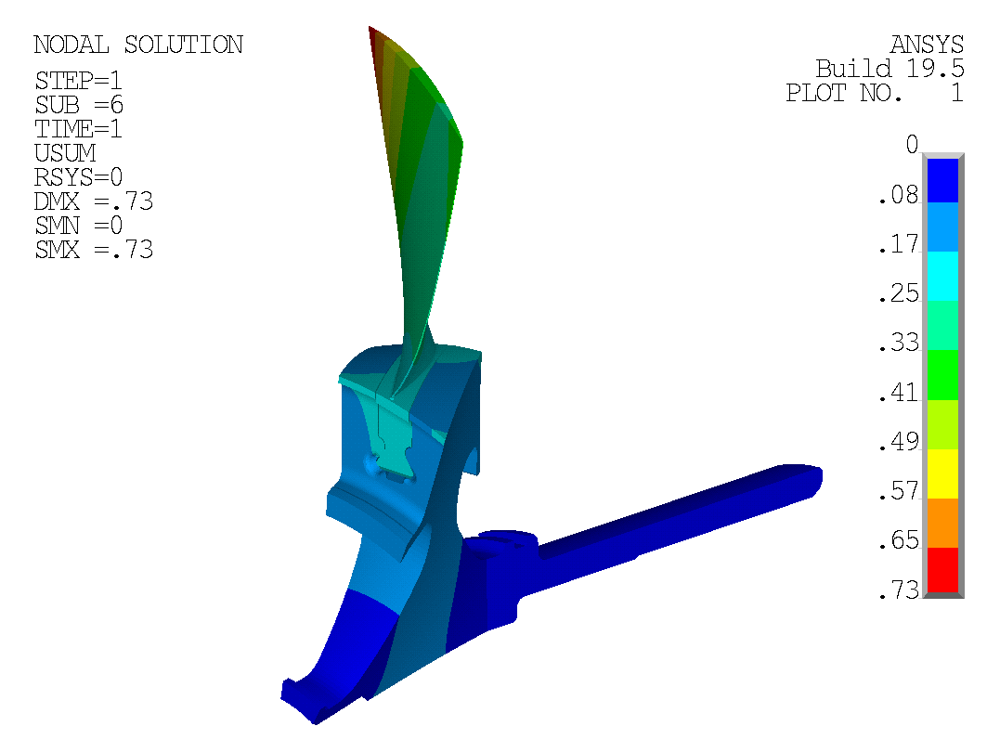 NODAL SOLUTION
STEP=1
SUB =6
TIME=1
USUM
RSYS=0
DMX =.73
SMN =0
SMX =.73
ANSYS
Build 19.5
PLOT NO. 1
0
.08
.17
.25
.33
.41
.49
.57
.65
.73